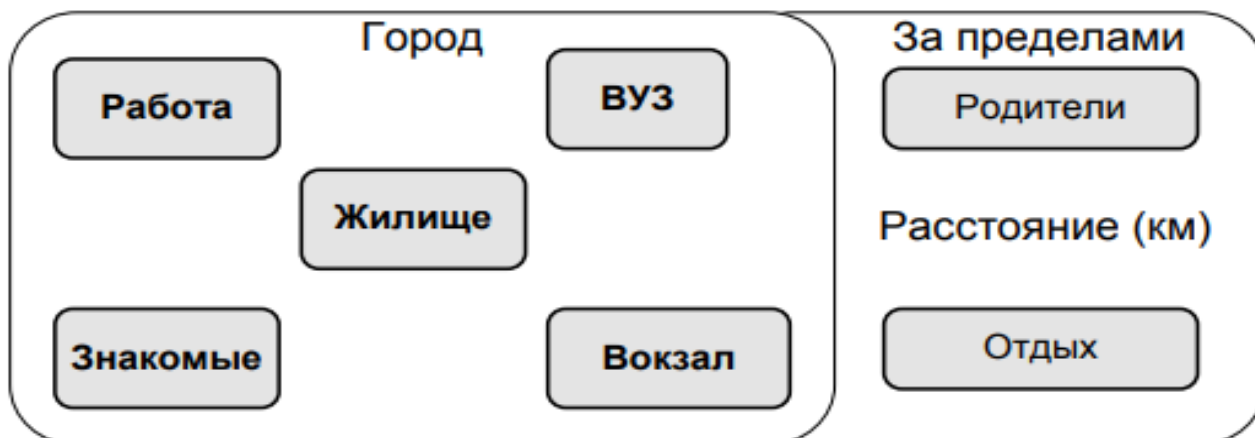 Город
За пределами
Работа
ВУЗ
Родители
Жилище
Расстояние (км)
Знакомые
Вокзал
Отдых